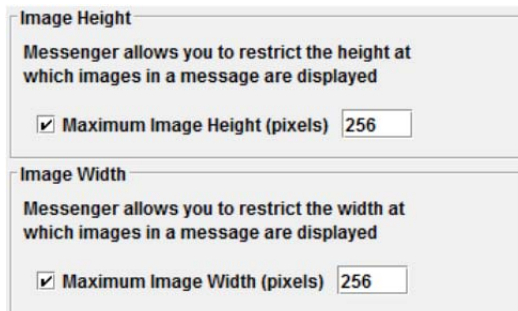 Image Height
Messenger allows you to restrict the height at
which images in a message are displayed
Maximum Image Height (pixels) 256
Image Width
Messenger allows you to restrict the width at
which images in a message are displayed
Maximum Image Width (pixels) 256